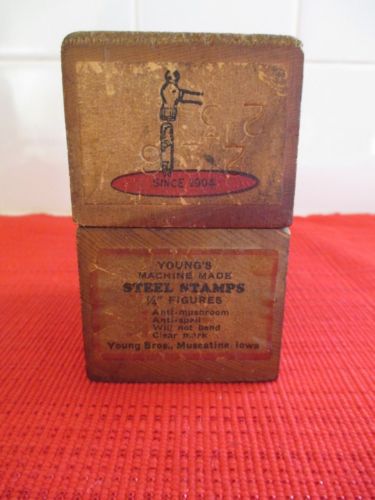 SINCE 1904
YOUNG'S
MACHINE MADE
STEEL STAMPS
¼" FIGURES
Anti-mushroom
Anti-spall
Will not bend
Clear mark
Young Bros., Muscatine Iowa